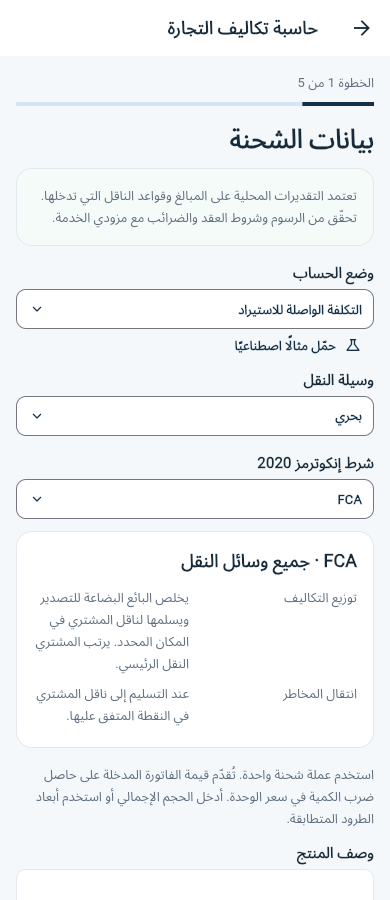 حاسبة تكاليف التجارة
الخطوة 1 من 5
بيانات الشحنة
تعتمد التقديرات المحلية على المبالغ وقواعد الناقل التي تدخلها.
تحقّق من الرسوم وشروط العقد والضرائب مع مزودي الخدمة.
وضع الحساب
التكلفة الواصلة للاستيراد
حمّل مثالًا اصطناعيًا
وسيلة النقل
بحري
شرط إنكوترمز 2020
FCA
FCA · جميع وسائل النقل
توزيع التكاليف
يخلص البائع البضاعة للتصدير
ويسلمها لناقل المشتري في
المكان المحدد. يرتب المشتري
النقل الرئيسي.
انتقال المخاطر
عند التسليم إلى ناقل المشتري
في النقطة المتفق عليها.
استخدم عملة شحنة واحدة. تُقدّم قيمة الفاتورة المدخلة على حاصل
ضرب الكمية في سعر الوحدة. أدخل الحجم الإجمالي أو استخدم أبعاد
الطرود المتطابقة.
وصف المنتج